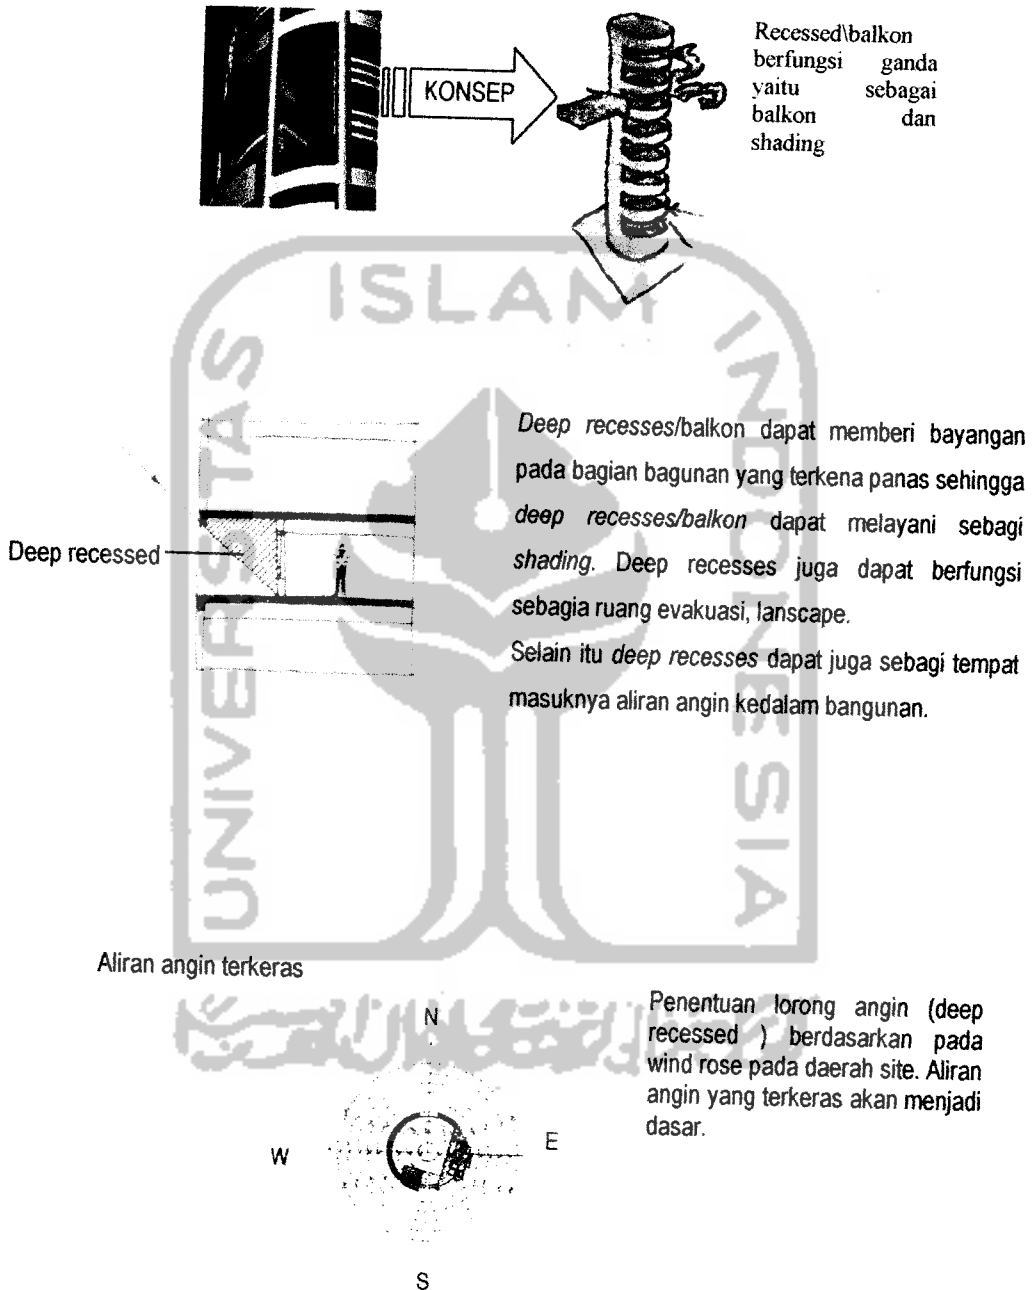 KONSEP
Recessed\balkon
berfungsi ganda
yaitu sebagai
balkon dan
shading
ISLAM
UNIVERSITAS
INDONESIA
Deep recesses/balkon dapat memberi bayangan
pada bagian bagunan yang terkena panas sehingga
deep recesses/balkon dapat melayani sebagi
shading. Deep recesses juga dapat berfungsi
sebagia ruang evakuasi, lanscape.
Selain itu deep recesses dapat juga sebagi tempat
masuknya aliran angin kedalam bangunan.
Deep recessed
Aliran angin terkeras
N
W
E
S
Penentuan lorong angin (deep
recessed ) berdasarkan pada
wind rose pada daerah site. Aliran
angin yang terkeras akan menjadi
dasar.